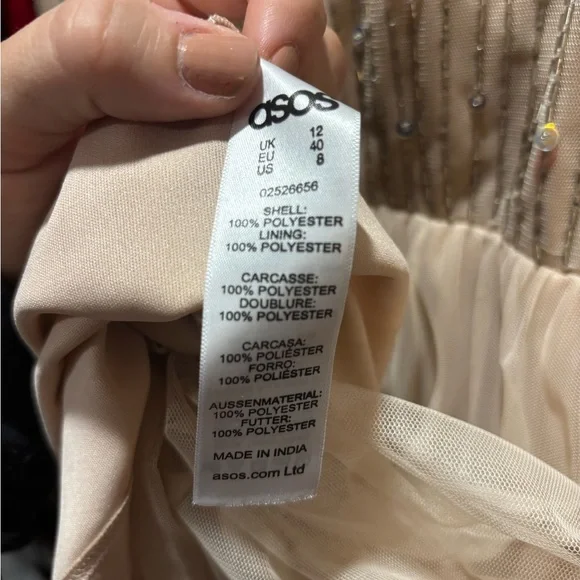 asos
UK 12
EU 40
US 8
02526656
SHELL:
100% POLYESTER
LINING:
100% POLYESTER
CARCASSE:
100% POLYESTER
DOUBLURE:
100% POLYESTER
CARCASA:
100% POLIÉSTER
FORRO:
100% POLIÉSTER
AUSSENMATERIAL:
100% POLYESTER
FUTTER:
100% POLYESTER
MADE IN INDIA
asos.com Ltd